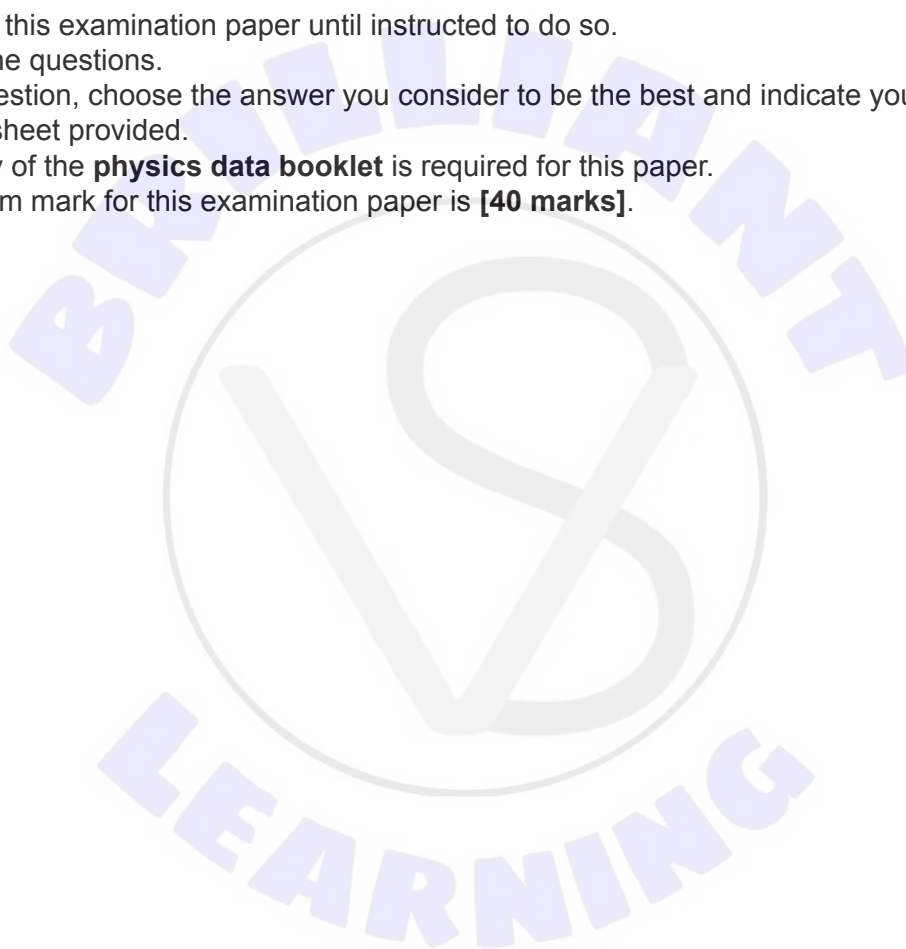 this examination paper until instructed to do so.
ne questions.
estion, choose the answer you consider to be the best and indicate you
sheet provided.
y of the physics data booklet is required for this paper.
m mark for this examination paper is [40 marks].
BRILLIANT
VS
LEARNING